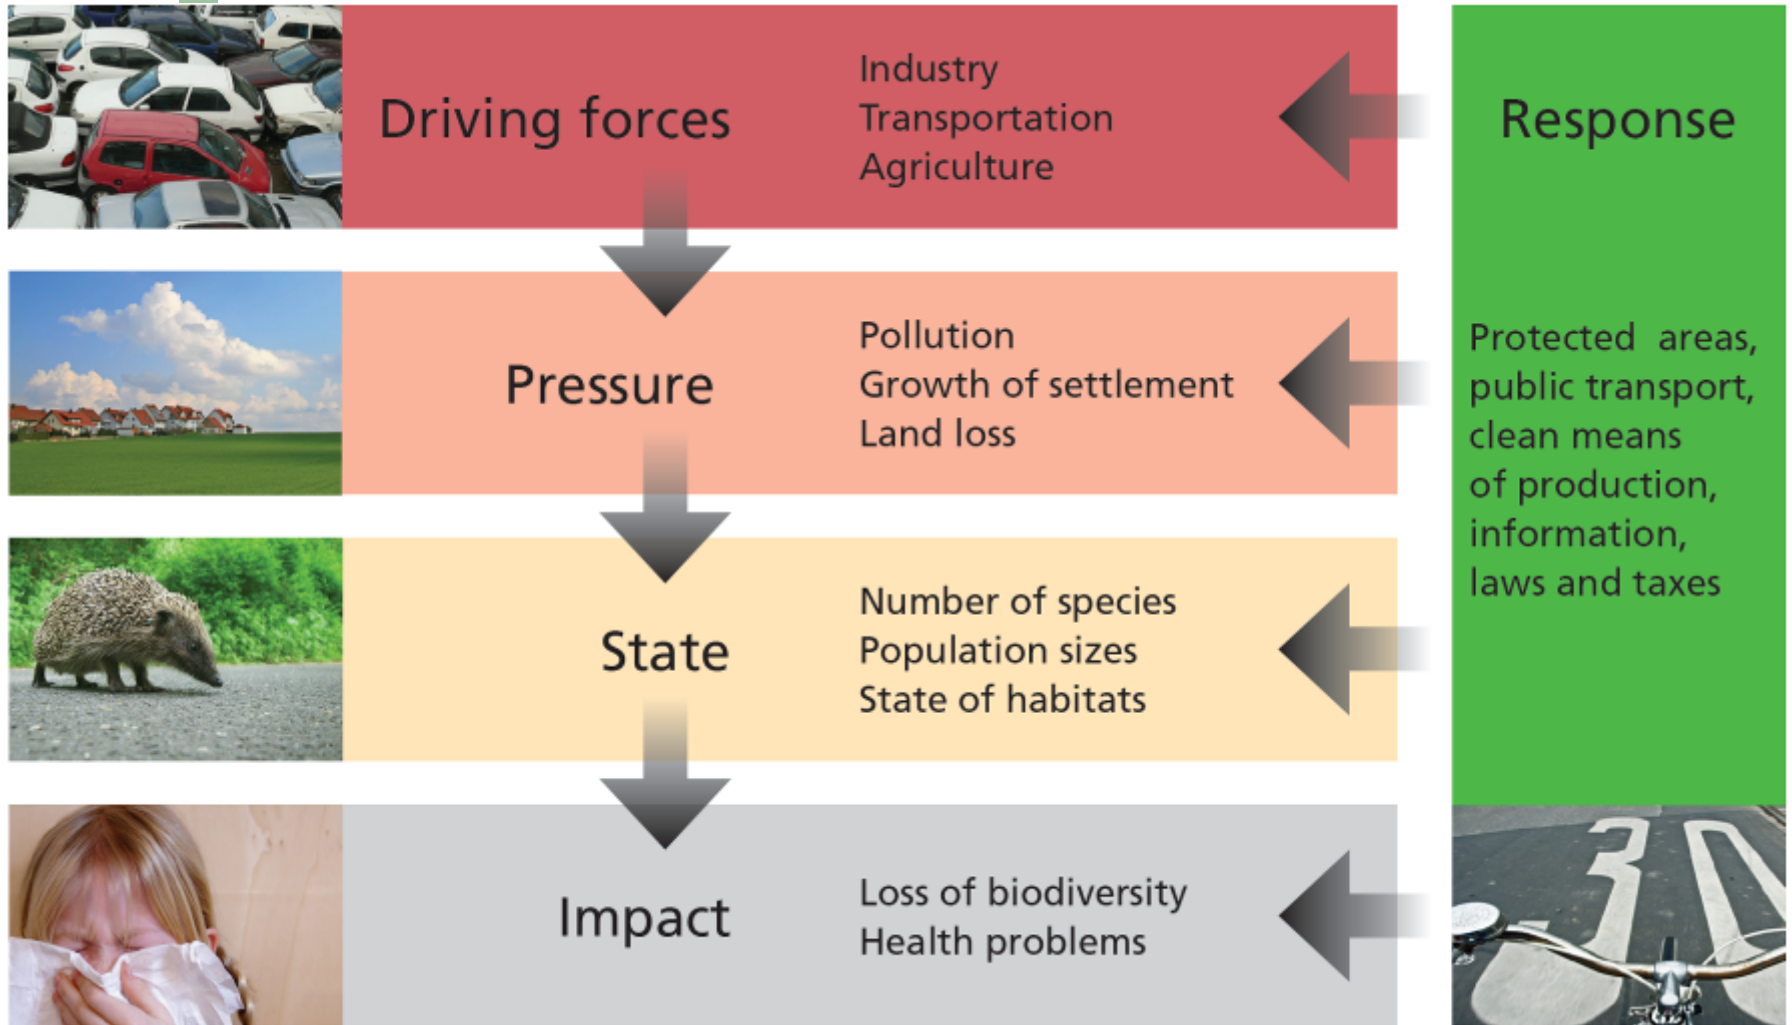 Driving forces
Industry
Transportation
Agriculture
Pressure
Pollution
Growth of settlement
Land loss
State
Number of species
Population sizes
State of habitats
Impact
Loss of biodiversity
Health problems
Response
Protected areas,
public transport,
clean means
of production,
information,
laws and taxes
30